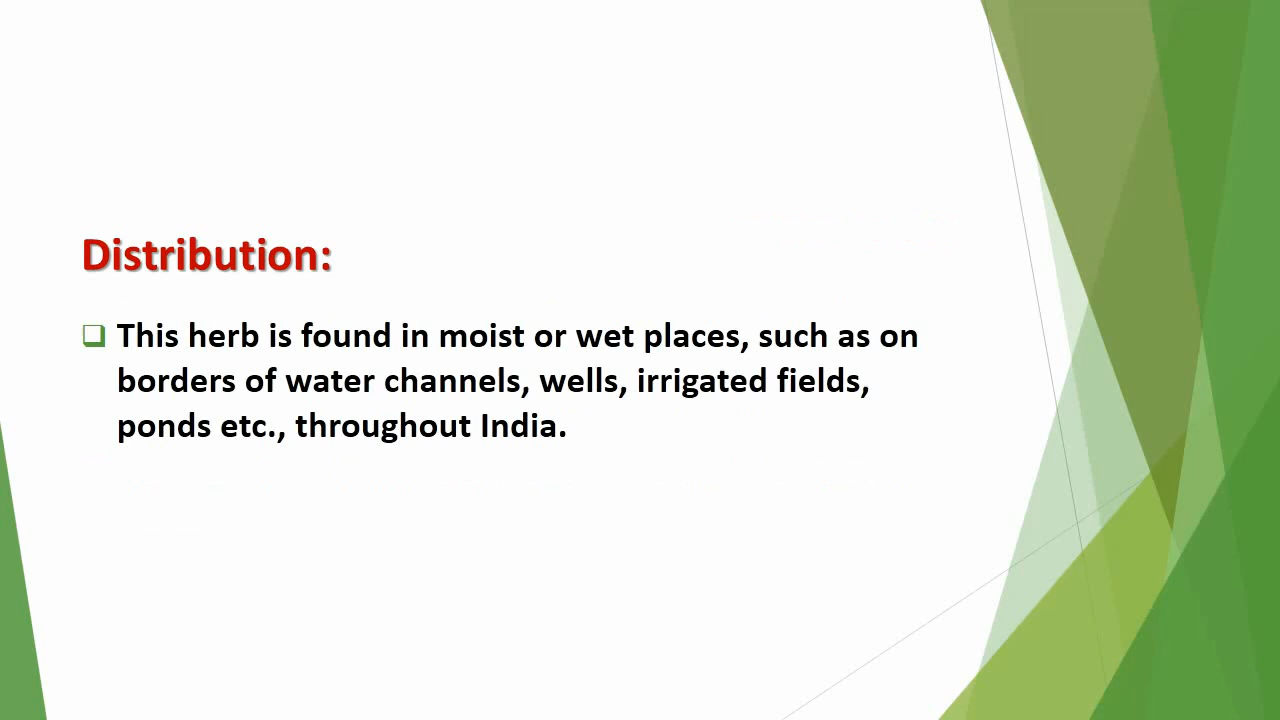 Distribution:
This herb is found in moist or wet places, such as on
borders of water channels, wells, irrigated fields,
ponds etc., throughout India.